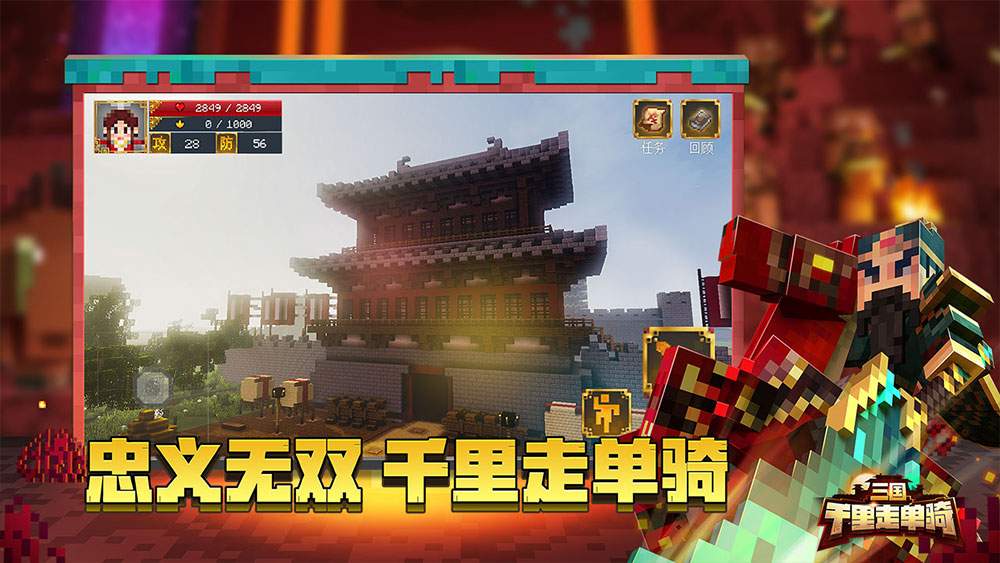 2849 / 2849
0 / 1000
攻 28 防 56
任务 回顾
忠义无双 千里走单骑
三国
千里走单骑